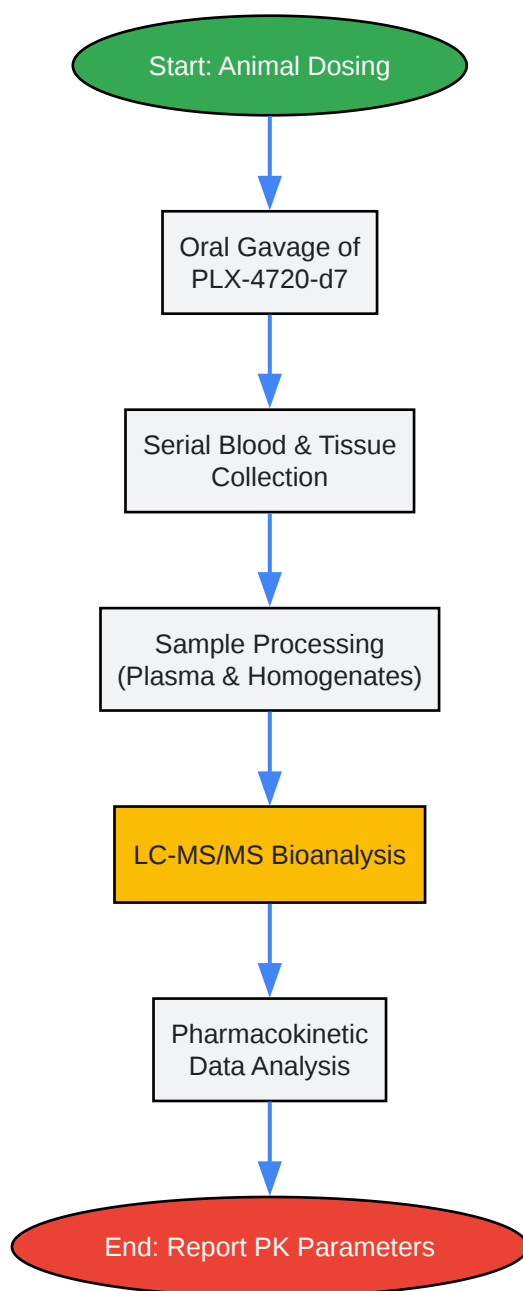 Start: Animal Dosing
Oral Gavage of
PLX-4720-d7
Serial Blood & Tissue
Collection
Sample Processing
(Plasma & Homogenates)
LC-MS/MS Bioanalysis
Pharmacokinetic
Data Analysis
End: Report PK Parameters